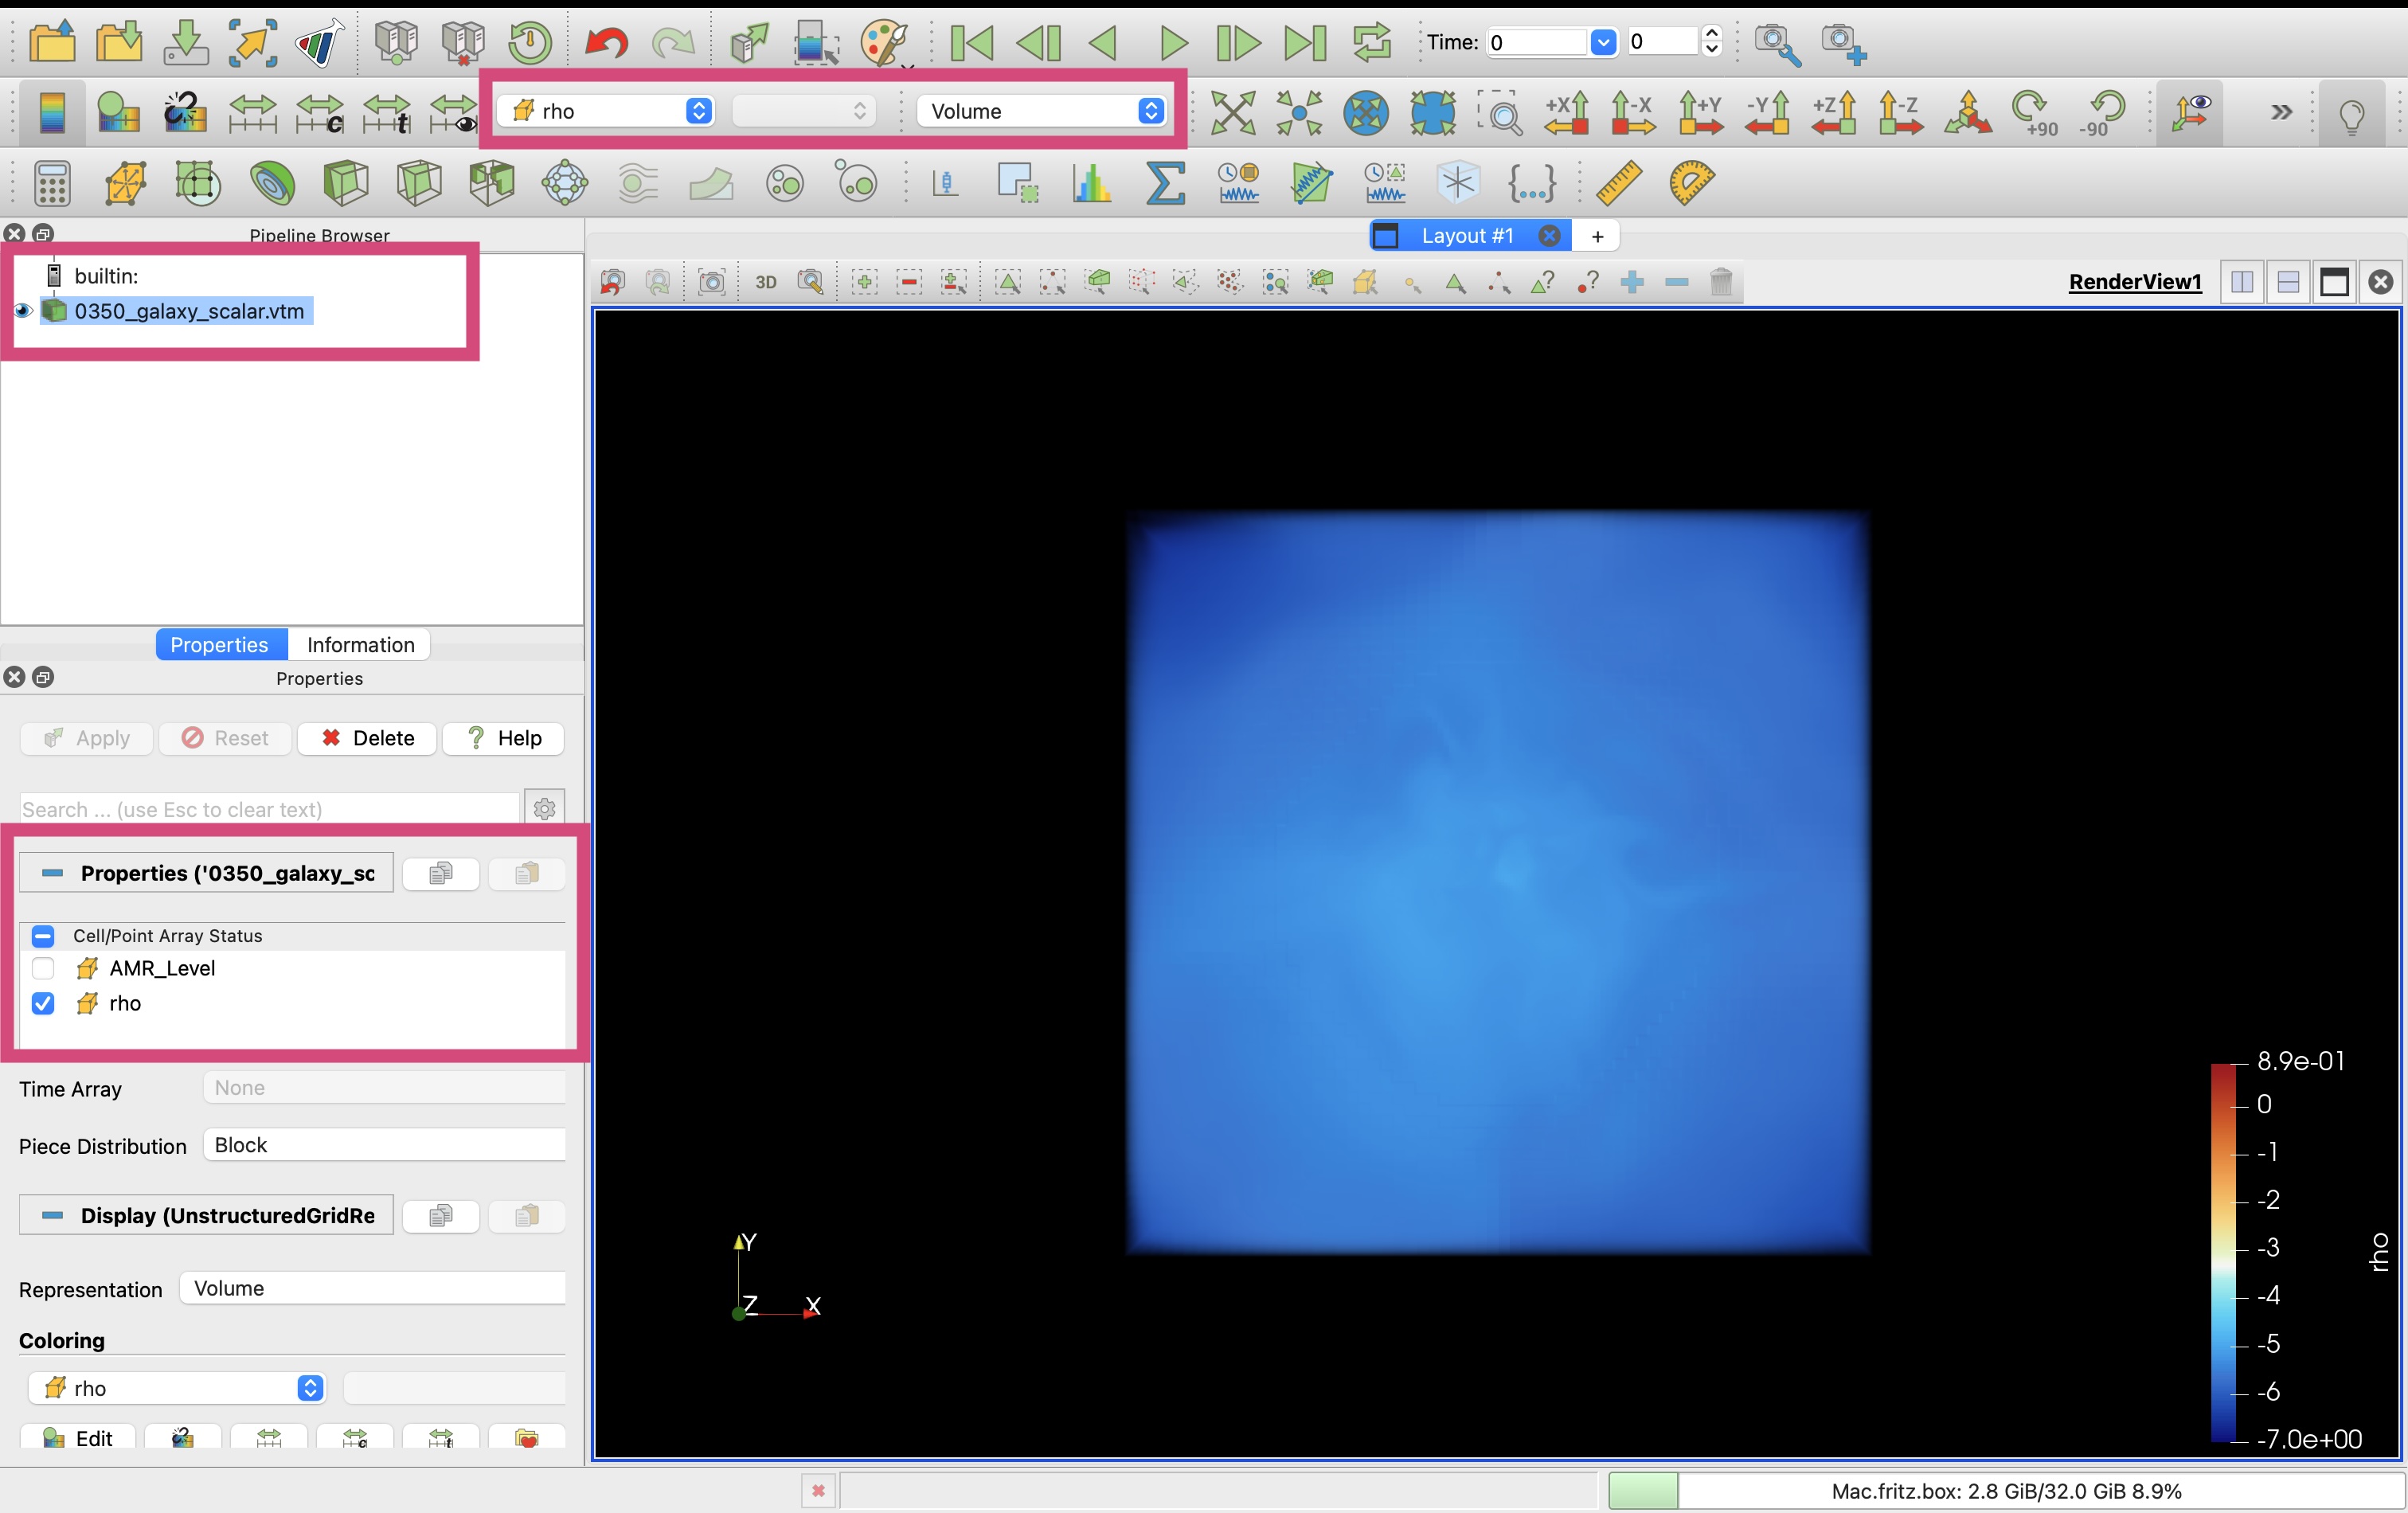 Time: 0 0
c t rho Volume +X -X +Y -Y +Z -Z +90 -90 »
Pipeline Browser
Layout #1 +
builtin:
0350_galaxy_scalar.vtm
3D RenderView1
Properties Information
Properties
Apply Reset Delete Help
Search ... (use Esc to clear text)
Properties ('0350_galaxy_sc
Cell/Point Array Status
AMR_Level
rho
Time Array None
Piece Distribution Block
Display (UnstructuredGridRe
Representation Volume
Coloring
rho
Edit c t
Y
Z X
8.9e-01
0
-1
-2
-3
-4
-5
-6
-7.0e+00
rho
Mac.fritz.box: 2.8 GiB/32.0 GiB 8.9%